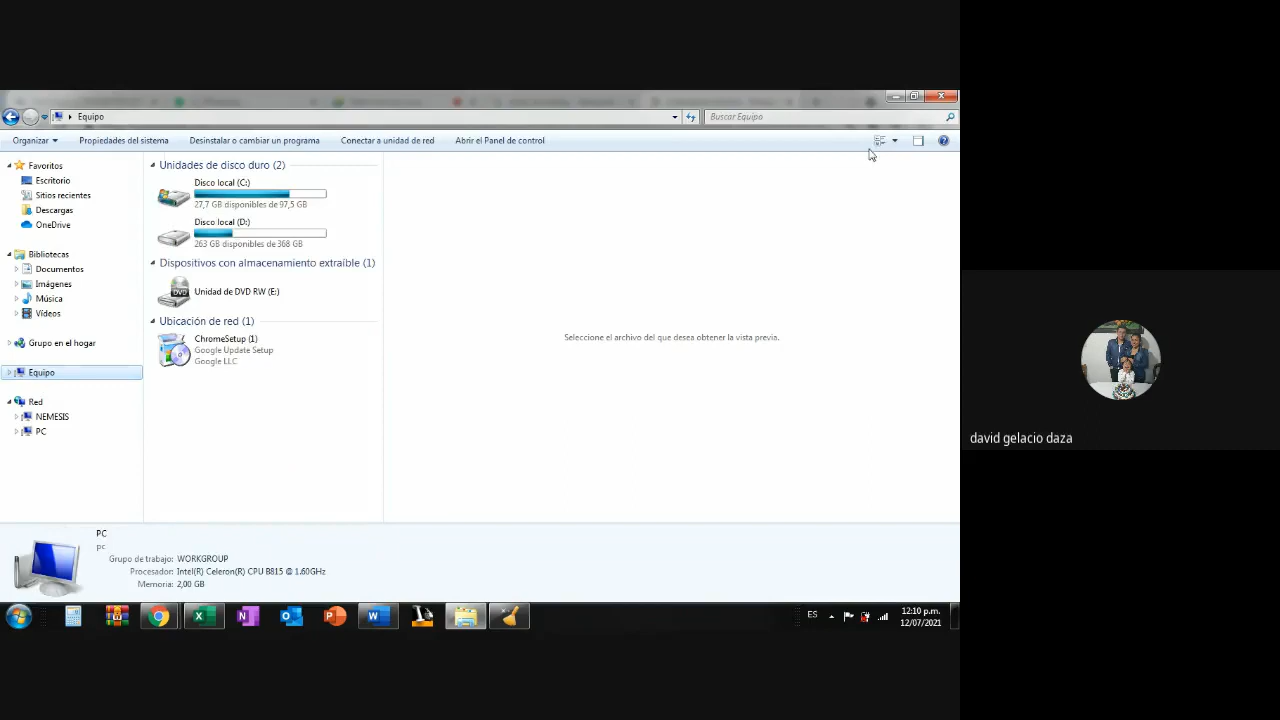 Equipo
Buscar Equipo
Organizar
Propiedades del sistema
Desinstalar o cambiar un programa
Conectar a unidad de red
Abrir el Panel de control
Favoritos
Escritorio
Sitios recientes
Descargas
OneDrive
Bibliotecas
Documentos
Imágenes
Música
Vídeos
Grupo en el hogar
Equipo
Red
NEMESIS
PC
Unidades de disco duro (2)
Disco local (C:)
27,7 GB disponibles de 97,5 GB
Disco local (D:)
263 GB disponibles de 368 GB
Dispositivos con almacenamiento extraíble (1)
DVD
Unidad de DVD RW (E:)
Ubicación de red (1)
ChromeSetup (1)
Google Update Setup
Google LLC
Seleccione el archivo del que desea obtener la vista previa.
david gelacio daza
PC
pc
Grupo de trabajo: WORKGROUP
Procesador: Intel(R) Celeron(R) CPU B815 @ 1.60GHz
Memoria: 2,00 GB
ES
12:10 p.m.
12/07/2021